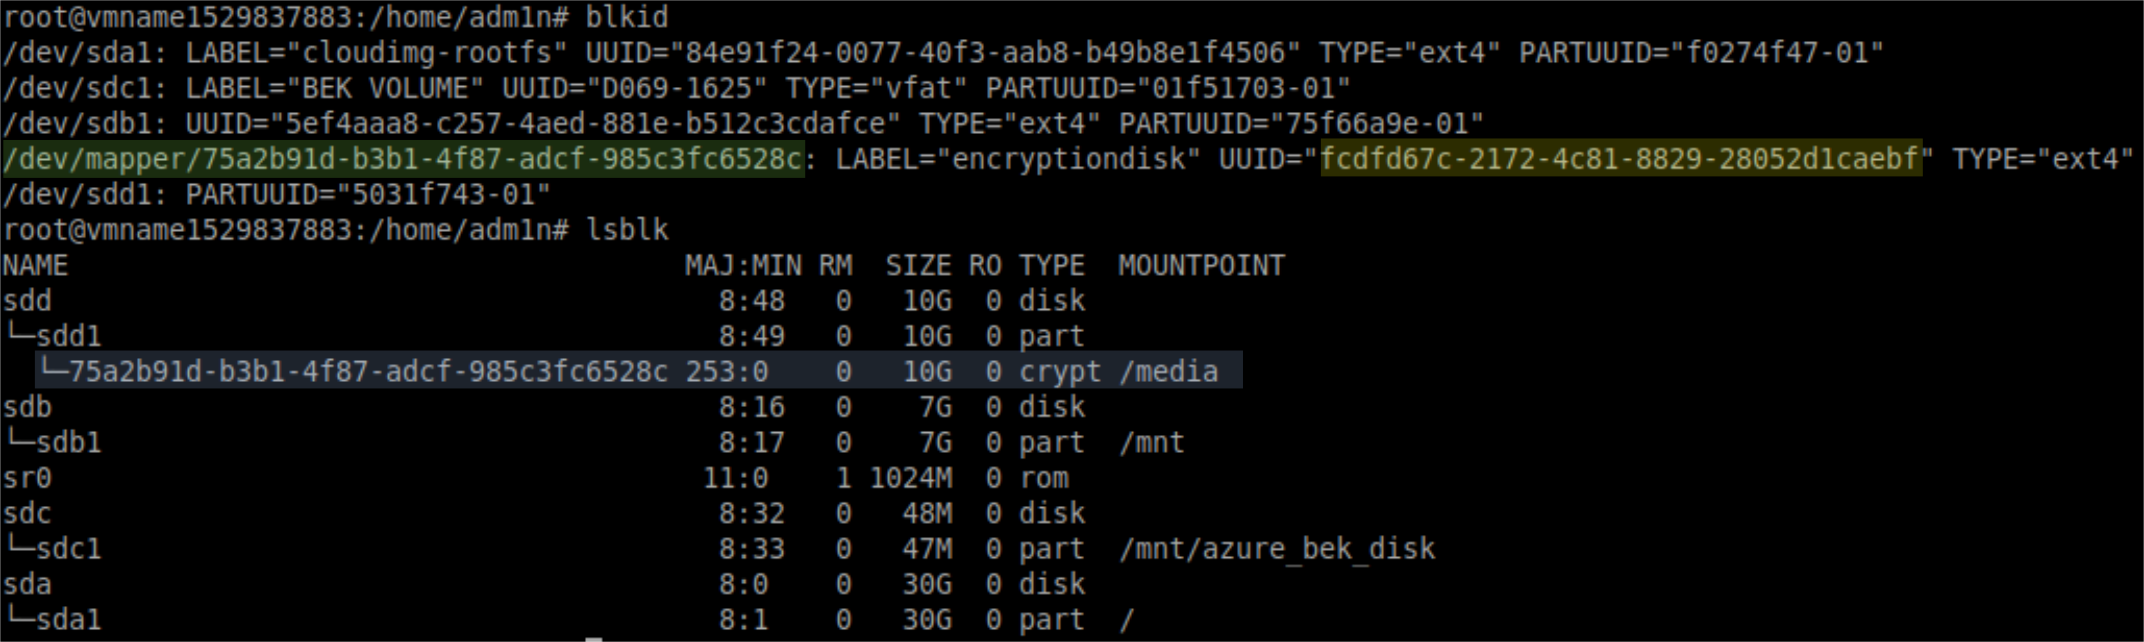 root@vmname1529837883:/home/adm1n# blkid
/dev/sda1: LABEL="cloudimg-rootfs" UUID="84e91f24-0077-40f3-aab8-b49b8e1f4506" TYPE="ext4" PARTUUID="f0274f47-01"
/dev/sdc1: LABEL="BEK VOLUME" UUID="D069-1625" TYPE="vfat" PARTUUID="01f51703-01"
/dev/sdb1: UUID="5ef4aaa8-c257-4aed-881e-b512c3cdafce" TYPE="ext4" PARTUUID="75f66a9e-01"
/dev/mapper/75a2b91d-b3b1-4f87-adcf-985c3fc6528c: LABEL="encryptiondisk" UUID="fcdfd67c-2172-4c81-8829-28052d1caebf" TYPE="ext4"
/dev/sdd1: PARTUUID="5031f743-01"
root@vmname1529837883:/home/adm1n# lsblk
NAME MAJ:MIN RM SIZE RO TYPE MOUNTPOINT
sdd 8:48 0 10G 0 disk
└─sdd1 8:49 0 10G 0 part
└─75a2b91d-b3b1-4f87-adcf-985c3fc6528c 253:0 0 10G 0 crypt /media
sdb 8:16 0 7G 0 disk
└─sdb1 8:17 0 7G 0 part /mnt
sr0 11:0 1 1024M 0 rom
sdc 8:32 0 48M 0 disk
└─sdc1 8:33 0 47M 0 part /mnt/azure_bek_disk
sda 8:0 0 30G 0 disk
└─sda1 8:1 0 30G 0 part /